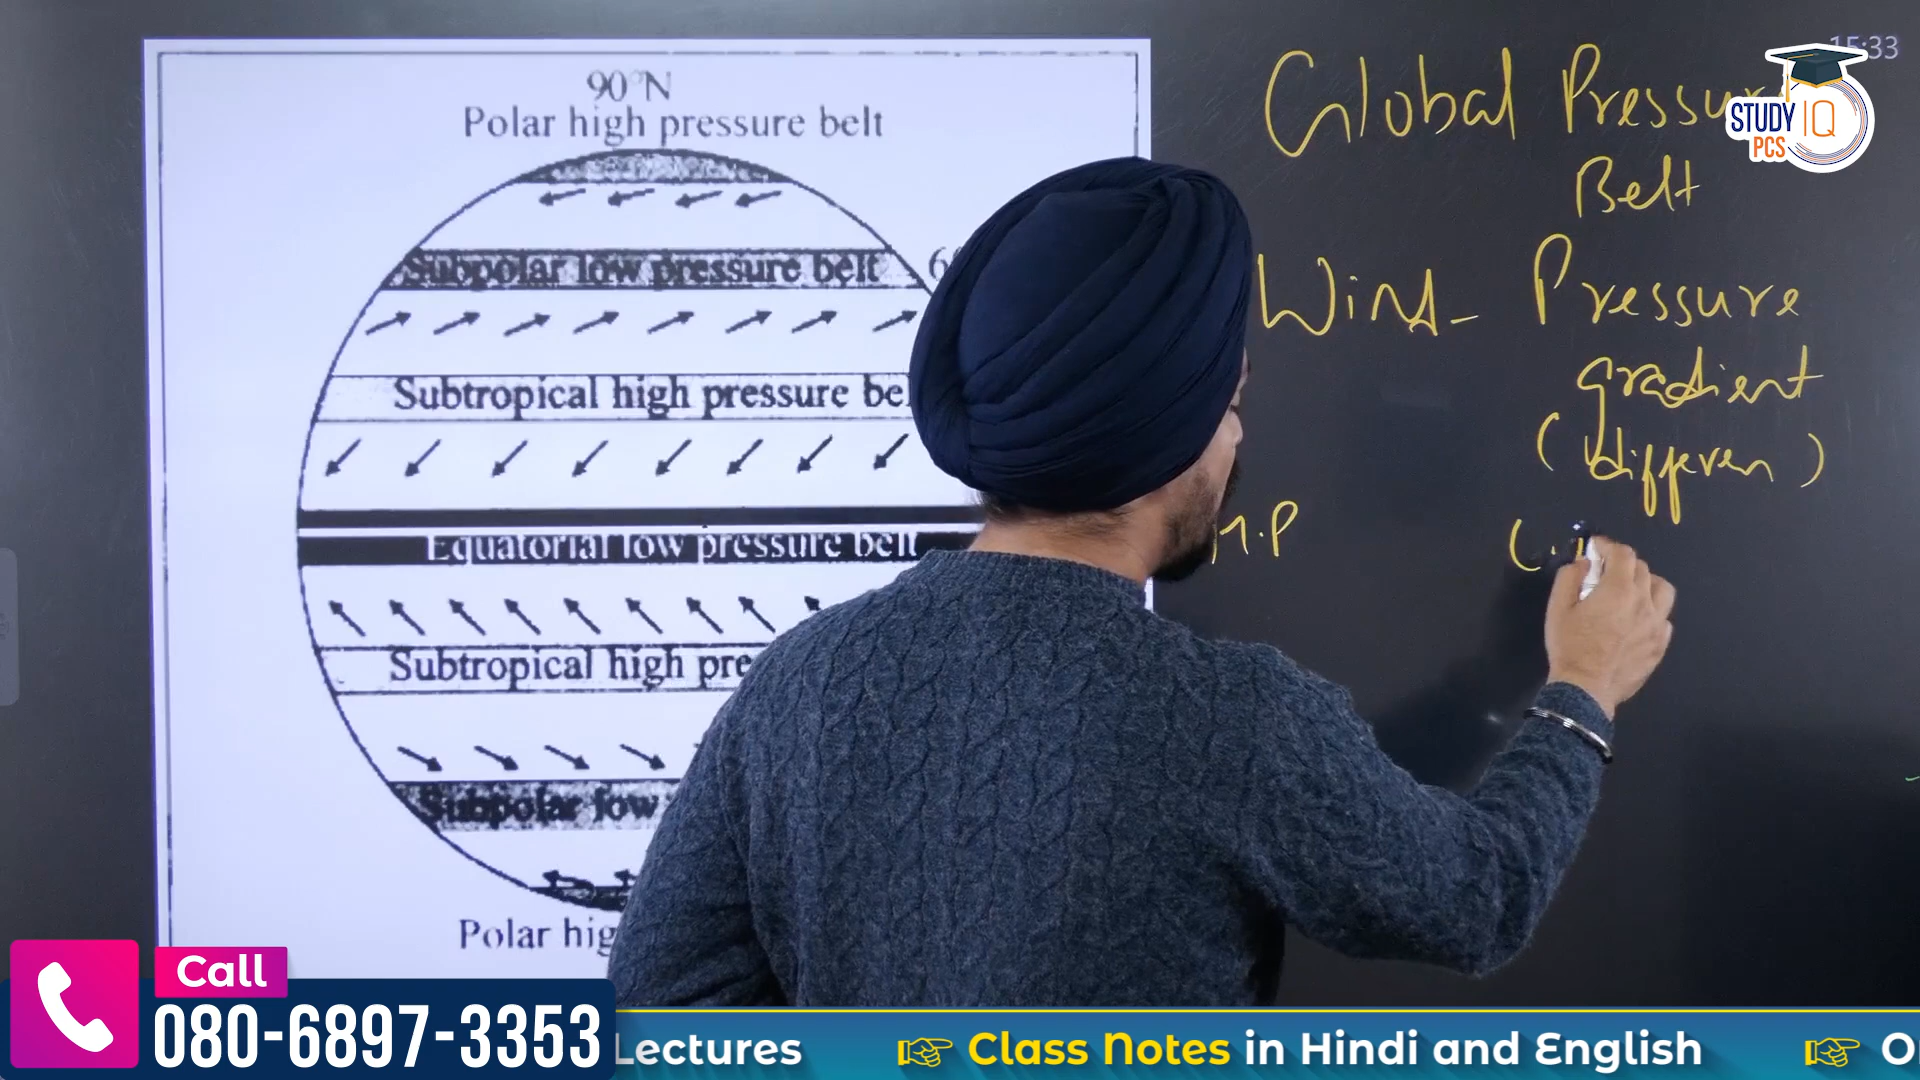 90°N
Polar high pressure belt
Subpolar low pressure belt
Subtropical high pressure bel
Equatorial low pressure belt
Subtropical high pre
Subpolar low
Polar hig
15:33
Global Pressur
Belt
Wind - Pressure
gradient
(differen)
H.P
(.
STUDY IQ
PCS
Call
080-6897-3353
Lectures
Class Notes in Hindi and English
O